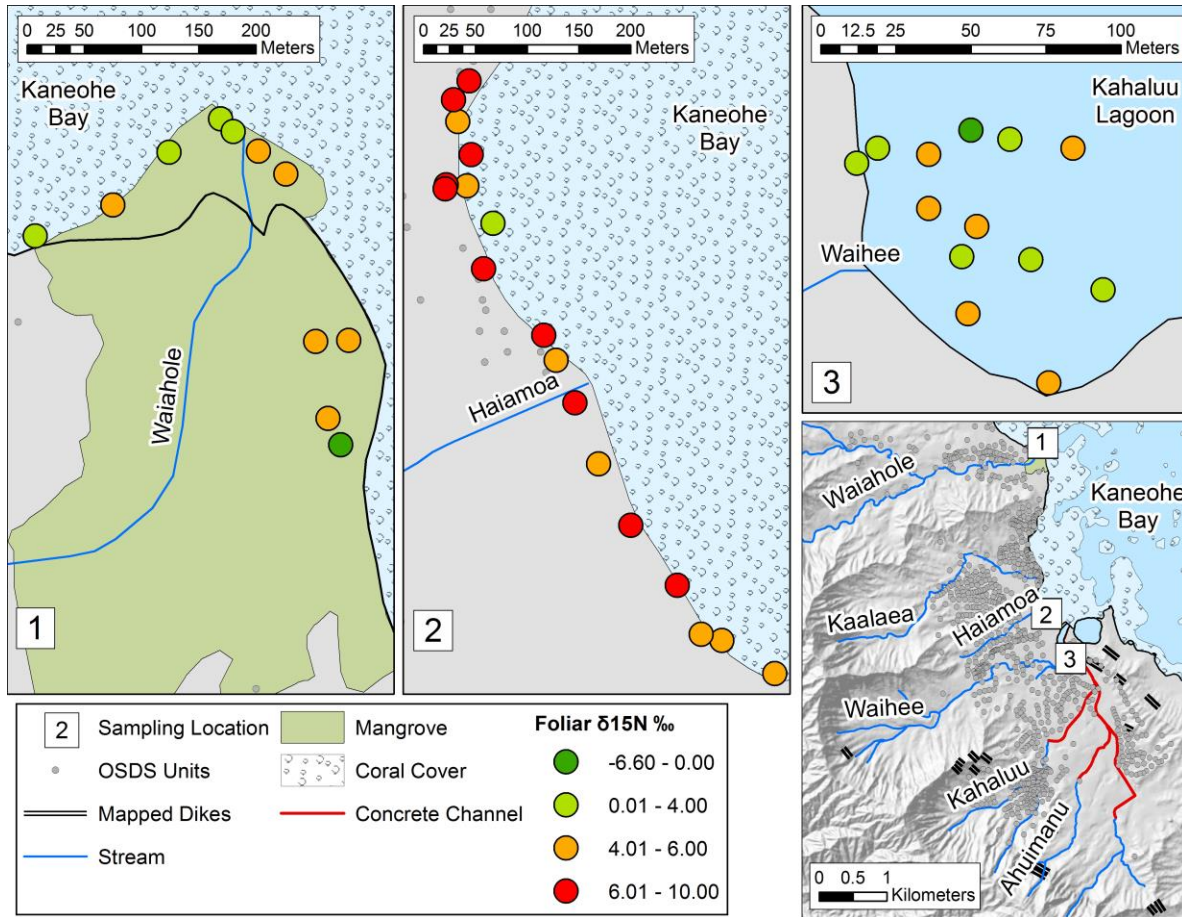 0 25 50 100 150 200
Meters
Kaneohe
Bay
Waiahole
1
0 25 50 100 150 200
Meters
Kaneohe
Bay
Haiamoa
2
0 12.5 25 50 75 100
Meters
Kahaluu
Lagoon
Waihee
3
1
Waiahole
Kaneohe
Bay
Kaalaea
Haiamoa
2
3
Waihee
Kahaluu
Ahuimanu
0 0.5 1
Kilometers
2 Sampling Location
OSDS Units
Mapped Dikes
Stream
Mangrove
Coral Cover
Concrete Channel
Foliar δ15N ‰
-6.60 - 0.00
0.01 - 4.00
4.01 - 6.00
6.01 - 10.00